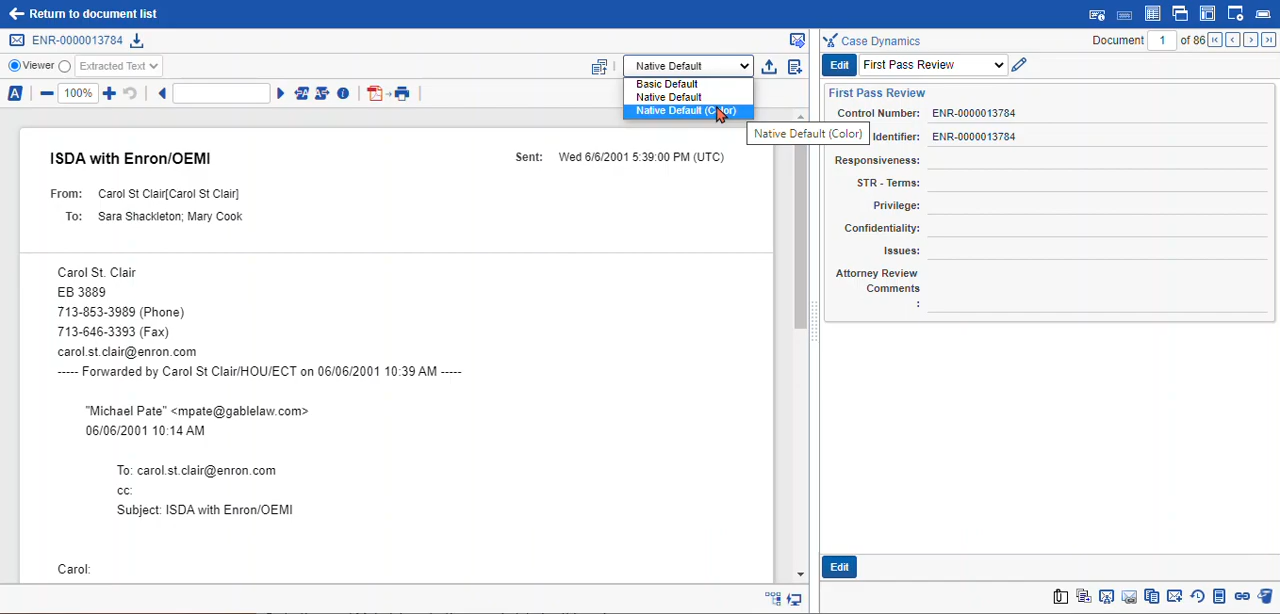 Return to document list
ENR-0000013784
Case Dynamics
Document 1 of 86
Viewer
Extracted Text
Native Default
Edit
First Pass Review
Basic Default
Native Default
Native Default (Color)
Native Default (Color)
100%
First Pass Review
Control Number: ENR-0000013784
Identifier: ENR-0000013784
Responsiveness:
STR - Terms:
Privilege:
Confidentiality:
Issues:
Attorney Review
Comments
:
ISDA with Enron/OEMI
Sent: Wed 6/6/2001 5:39:00 PM (UTC)
From: Carol St Clair[Carol St Clair]
To: Sara Shackleton; Mary Cook
Carol St. Clair
EB 3889
713-853-3989 (Phone)
713-646-3393 (Fax)
carol.st.clair@enron.com
----- Forwarded by Carol St Clair/HOU/ECT on 06/06/2001 10:39 AM -----
"Michael Pate" <mpate@gablelaw.com>
06/06/2001 10:14 AM
To: carol.st.clair@enron.com
cc:
Subject: ISDA with Enron/OEMI
Carol:
Edit